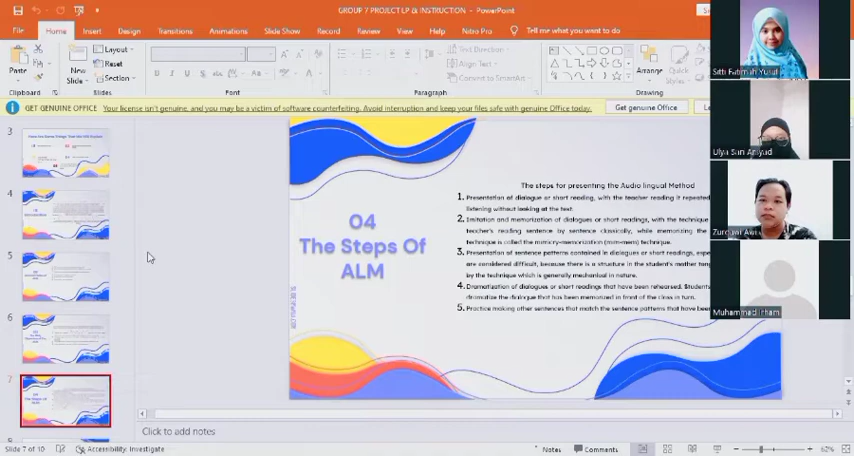 GROUP 7 PROJECT LP & INSTRUCTION - PowerPoint
File Home Insert Draw Design Transitions Animations Slide Show Record Review View Help Nitro Pro Tell me what you want to do
Paste
Clipboard
New Slide
Layout
Reset
Section
Slides
B I U S
Font
Paragraph
Text Direction
Align Text
Convert to SmartArt
Arrange
Quick Styles
Drawing
GET GENUINE OFFICE Your license isn't genuine, and you may be a victim of software counterfeiting. Avoid interruption and keep your files safe with genuine Office today. Get genuine Office
3
4
5
6
7
04
The Steps Of
ALM
The steps for presenting the Audio lingual Method
1. Presentation of dialogue or short reading, with the teacher reading it repeated
listening without looking at the text.
2. Imitation and memorization of dialogues or short readings, with the technique
teacher's reading sentence by sentence classically, while memorizing the
technique is called the mimicry-memorization (mim-mem) technique.
3. Presentation of sentence patterns contained in dialogues or short readings,
are considered difficult, because there is a structure in the student's mother
by the technique which is generally mechanical in nature.
4. Dramatization of dialogues or short readings that have been rehearsed.
dramatize the dialogue that has been memorized in front of the class in turn.
5. Practice making other sentences that match the sentence patterns that have been
Sitti Fatimah Yusuf
Muhammad Irham
Click to add notes
Slide 7 of 10 Accessibility: Investigate Notes Comments 62%